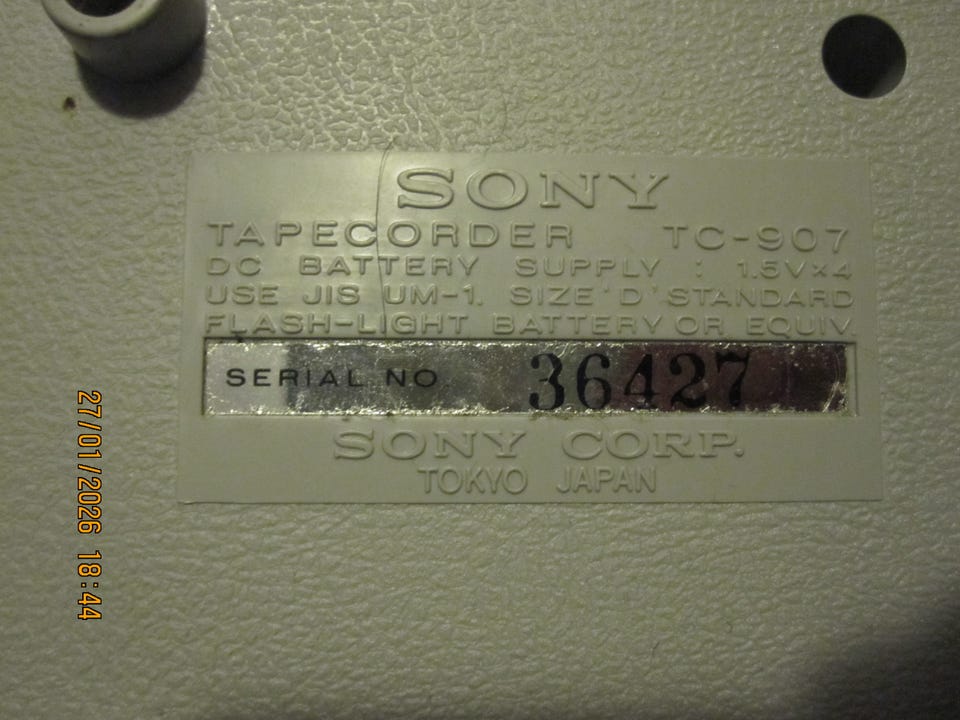 SONY
TAPECORDER TC-907
DC BATTERY SUPPLY : 1.5V×4
USE JIS UM-1. SIZE 'D' STANDARD
FLASH-LIGHT BATTERY OR EQUIV.
SERIAL NO 36427
SONY CORP.
TOKYO JAPAN
27/01/2026 18:44